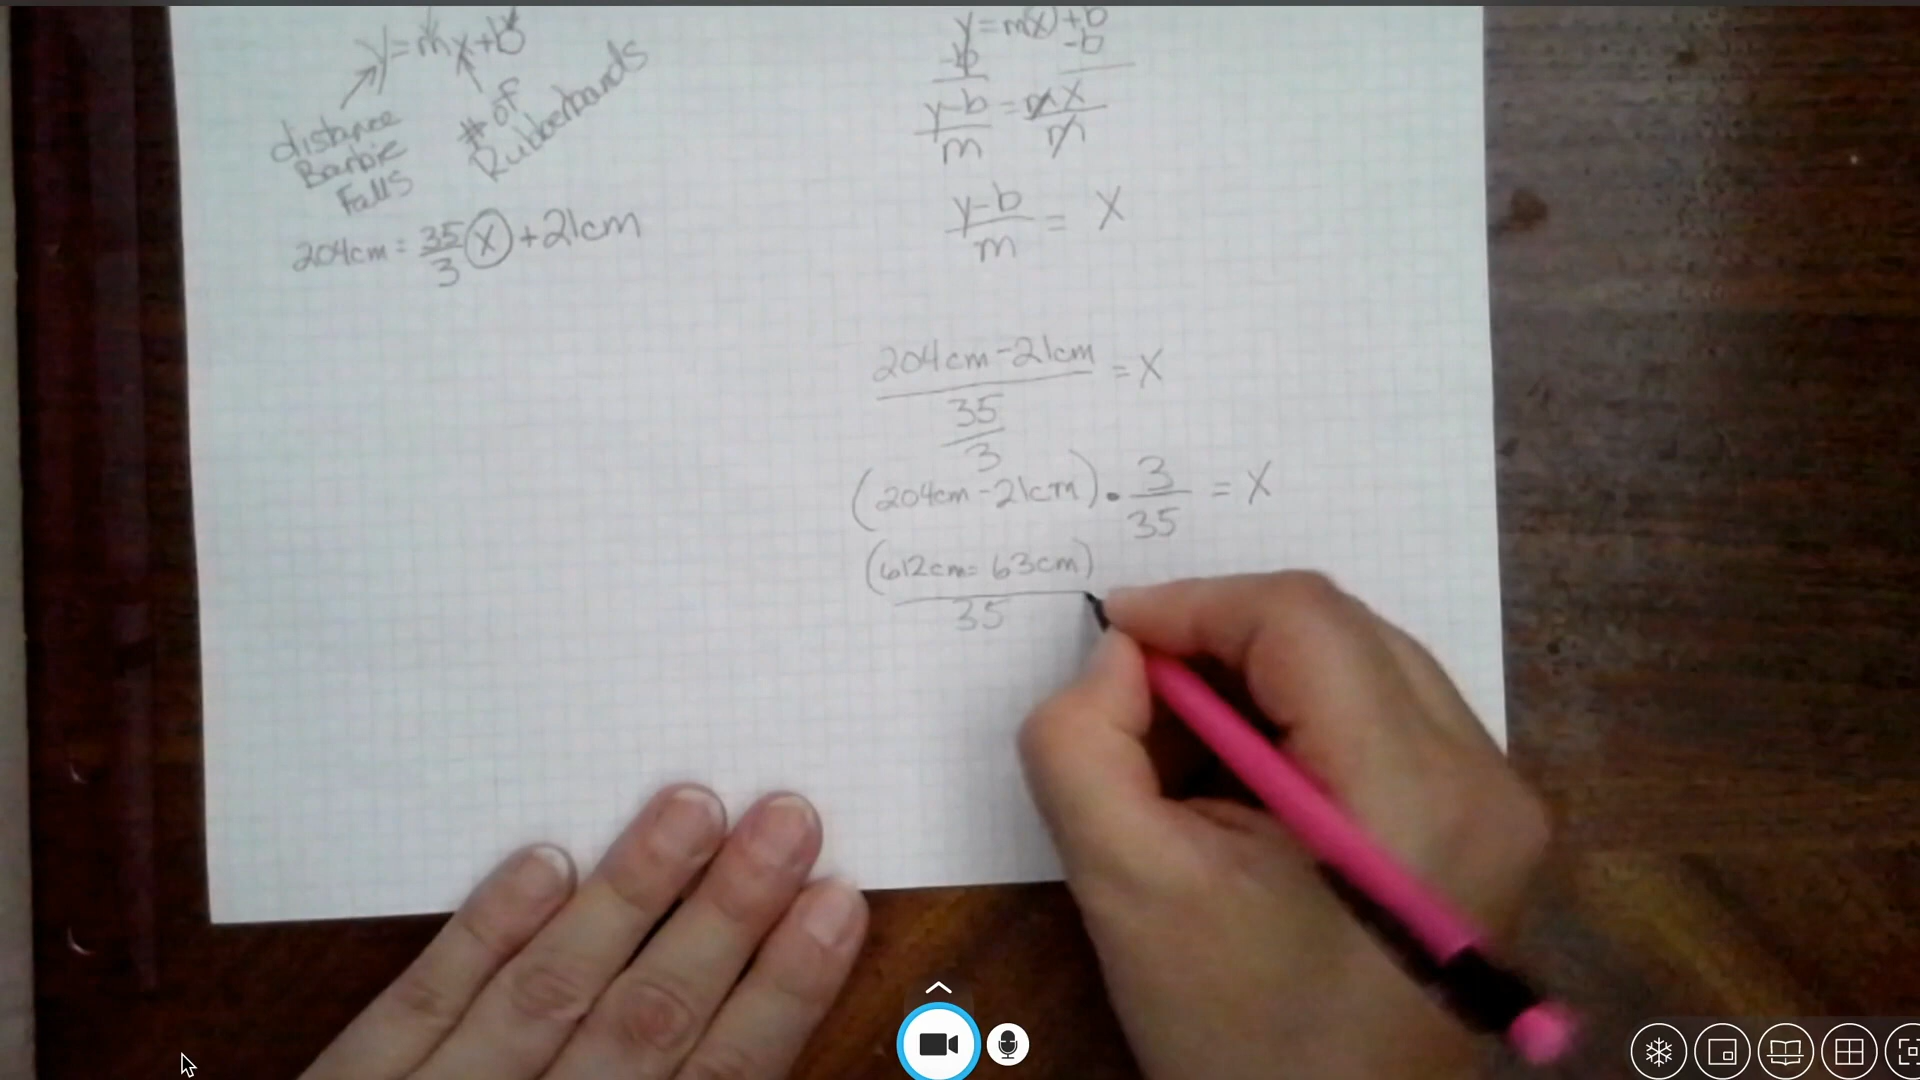 y=mx+b
distance
Barbie
Falls
# of
Rubberbands
204cm = 35/3 (x) +21cm
y=m(x)+b
-b -b
y-b/m = mx/m
y-b/m = X
204cm-21cm / 35/3 = X
(204cm-21cm) • 3/35 = X
(612cm= 63cm)
35